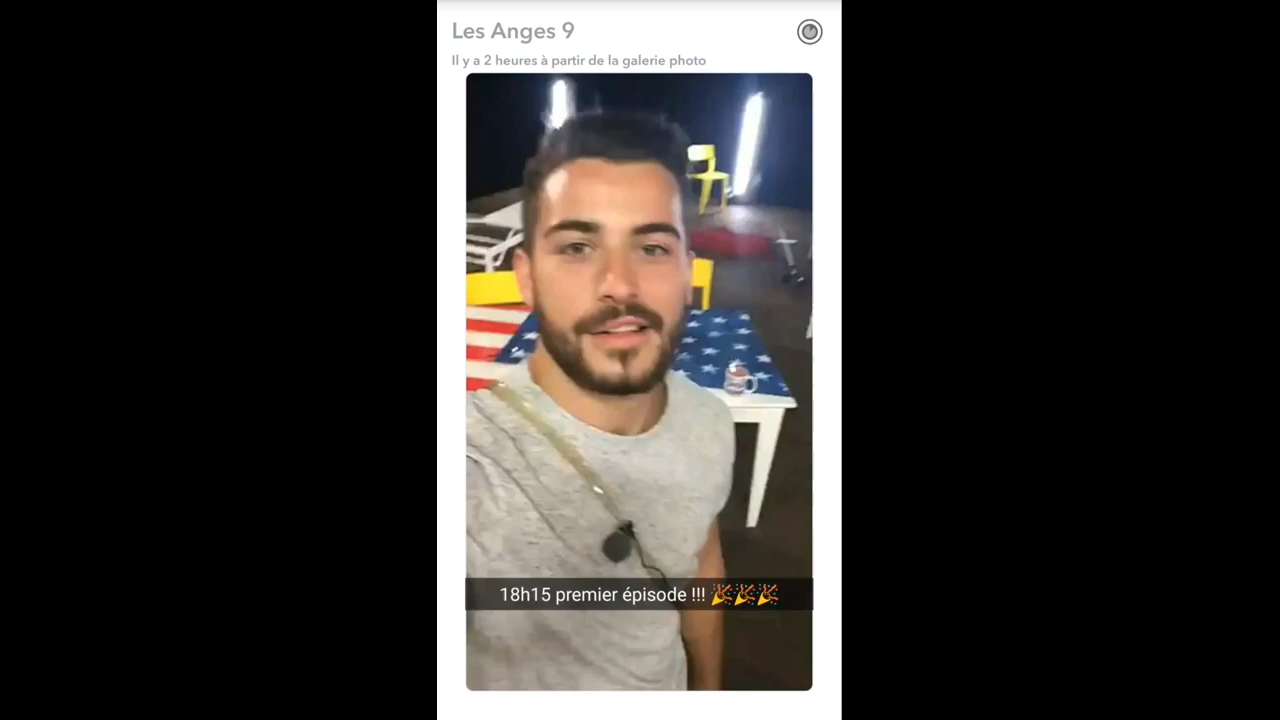 Les Anges 9
Il y a 2 heures à partir de la galerie photo
18h15 premier épisode !!! 🎉🎉🎉